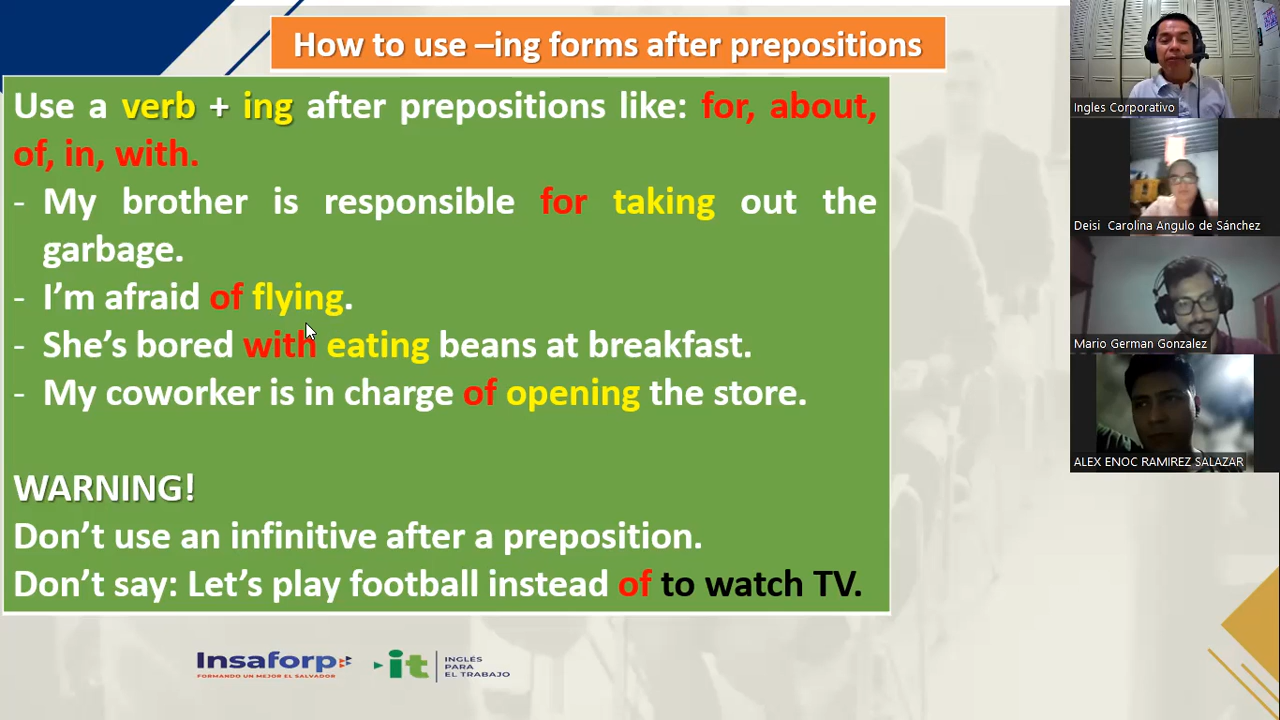 How to use –ing forms after prepositions
Use a verb + ing after prepositions like: for, about,
of, in, with.
- My brother is responsible for taking out the
garbage.
- I’m afraid of flying.
- She’s bored with eating beans at breakfast.
- My coworker is in charge of opening the store.
WARNING!
Don’t use an infinitive after a preposition.
Don’t say: Let’s play football instead of to watch TV.
Insaforp
FORMANDO UN MEJOR EL SALVADOR
it
INGLÉS
PARA
EL TRABAJO
Ingles Corporativo
Deisi Carolina Angulo de Sánchez
Mario German Gonzalez
ALEX ENOC RAMIREZ SALAZAR